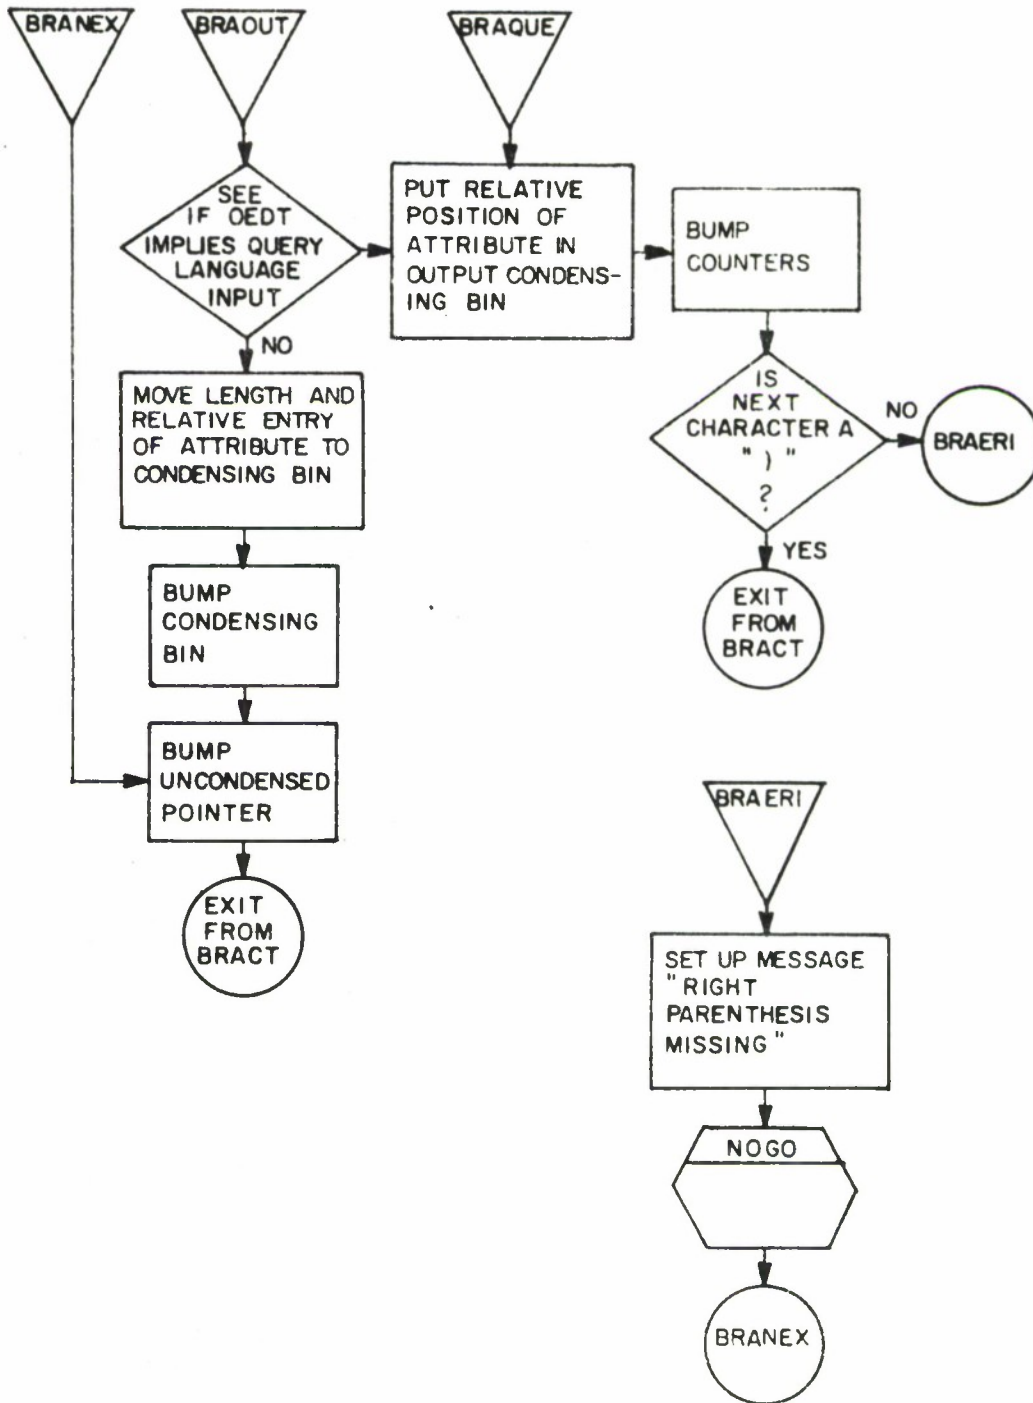 BRANEX
BRAOUT
BRAQUE
SEE
IF OEDT
IMPLIES QUERY
LANGUAGE
INPUT
PUT RELATIVE
POSITION OF
ATTRIBUTE IN
OUTPUT CONDENS-
ING BIN
BUMP
COUNTERS
NO
MOVE LENGTH AND
RELATIVE ENTRY
OF ATTRIBUTE TO
CONDENSING BIN
IS
NEXT
CHARACTER A
" ) "
?
NO
BRAERI
YES
EXIT
FROM
BRACT
BUMP
CONDENSING
BIN
BUMP
UNCONDENSED
POINTER
EXIT
FROM
BRACT
BRAERI
SET UP MESSAGE
"RIGHT
PARENTHESIS
MISSING"
NOGO
BRANEX